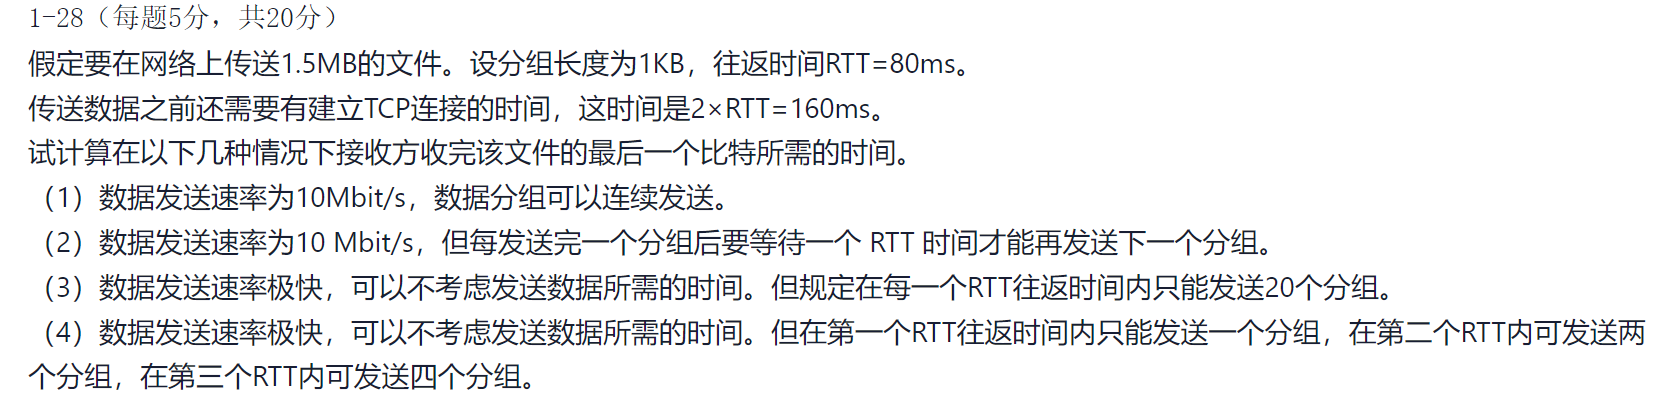 1-28（每题5分，共20分）
假定要在网络上传送1.5MB的文件。设分组长度为1KB，往返时间RTT=80ms。
传送数据之前还需要有建立TCP连接的时间，这时间是2×RTT=160ms。
试计算在以下几种情况下接收方收完该文件的最后一个比特所需的时间。
（1）数据发送速率为10Mbit/s，数据分组可以连续发送。
（2）数据发送速率为10 Mbit/s，但每发送完一个分组后要等待一个 RTT 时间才能再发送下一个分组。
（3）数据发送速率极快，可以不考虑发送数据所需的时间。但规定在每一个RTT往返时间内只能发送20个分组。
（4）数据发送速率极快，可以不考虑发送数据所需的时间。但在第一个RTT往返时间内只能发送一个分组，在第二个RTT内可发送两
个分组，在第三个RTT内可发送四个分组。